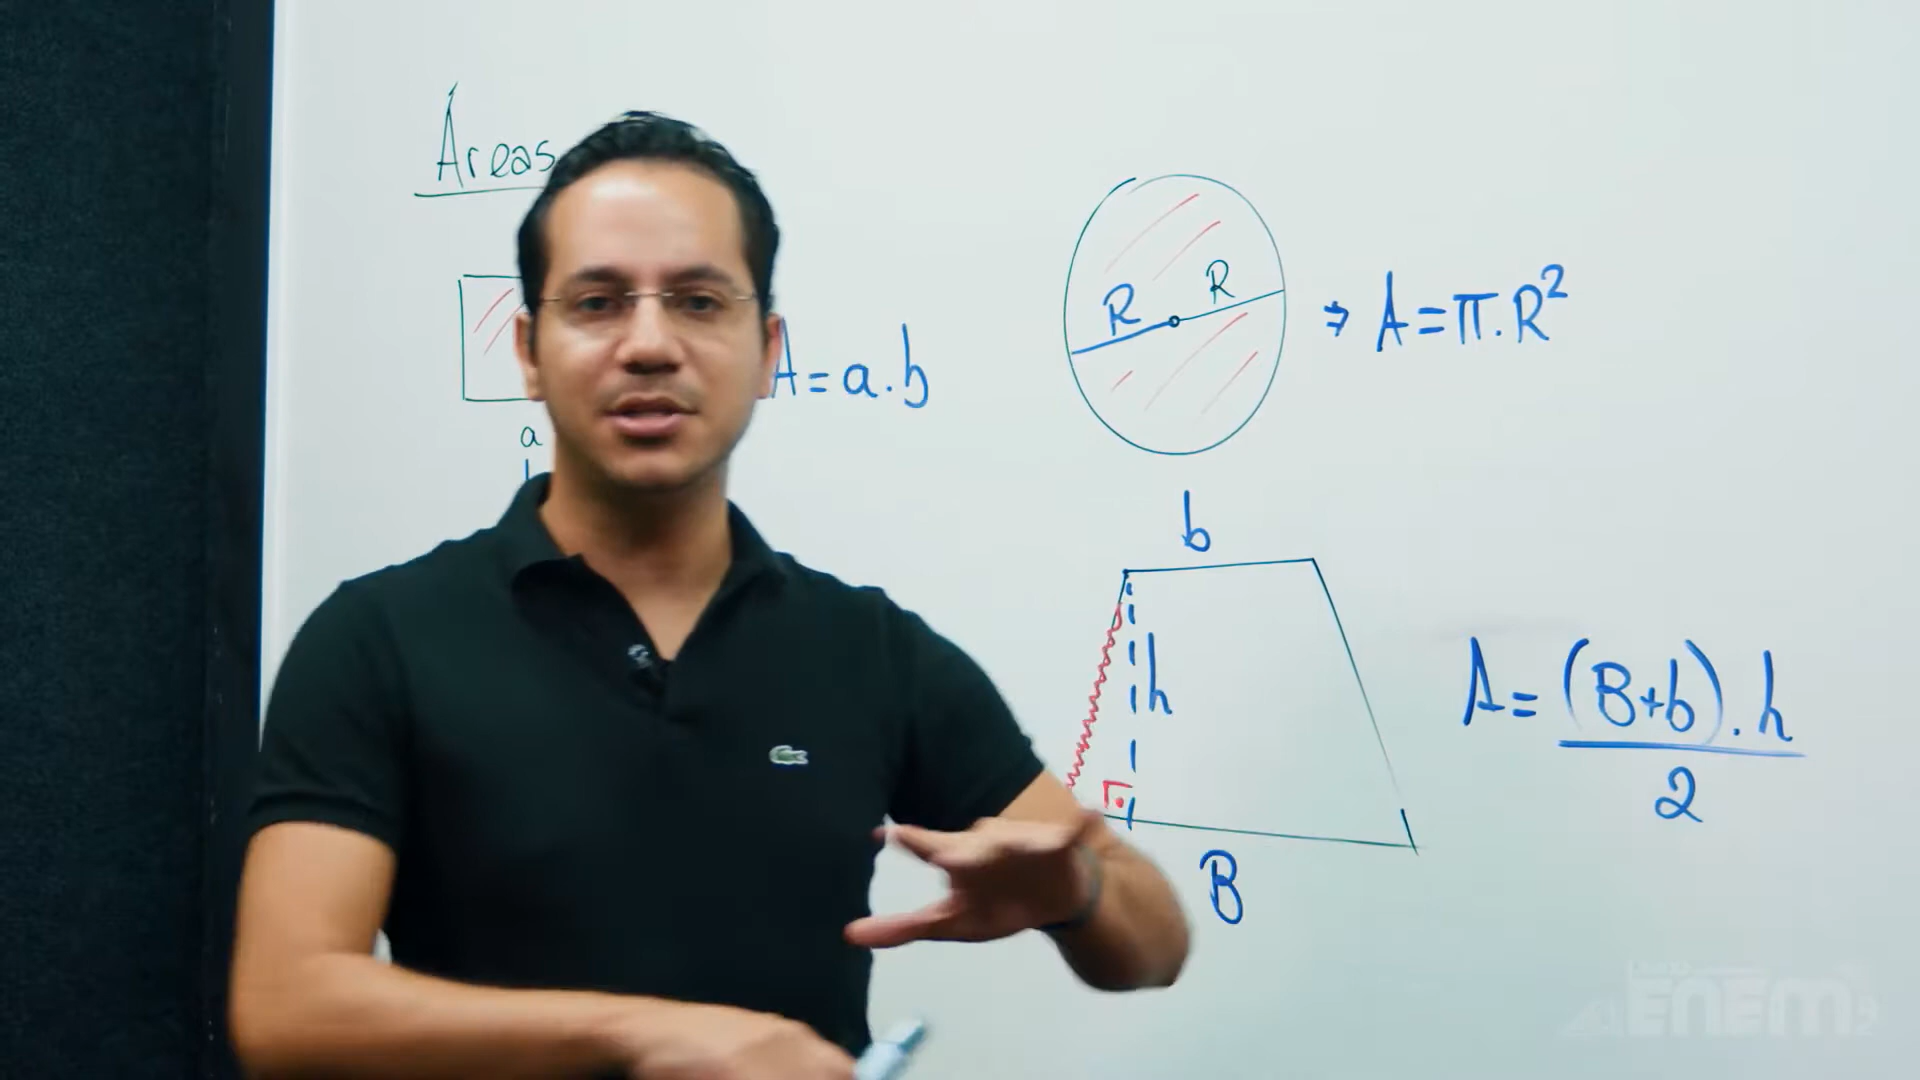 Áreas
a
A = a.b
R
R
⇒ A = π.R²
b
h
B
A = (B+b).h
2
ENEM